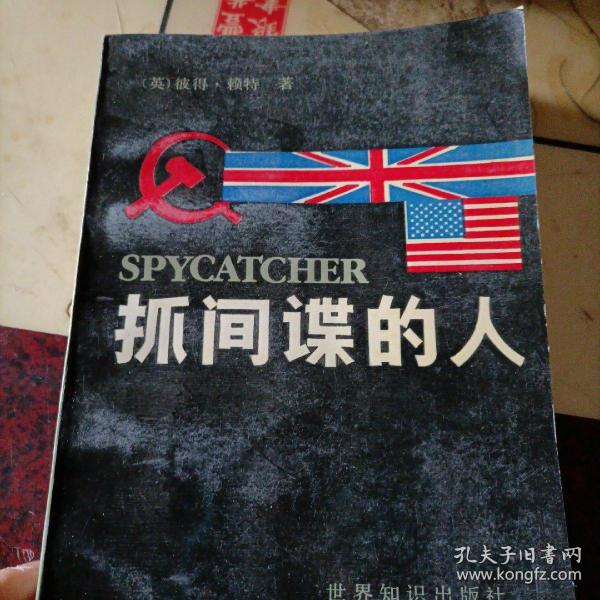 （英）彼得·赖特 著
SPYCATCHER
抓间谍的人
世界知识出版社
孔夫子旧书网
www.kongfz.com